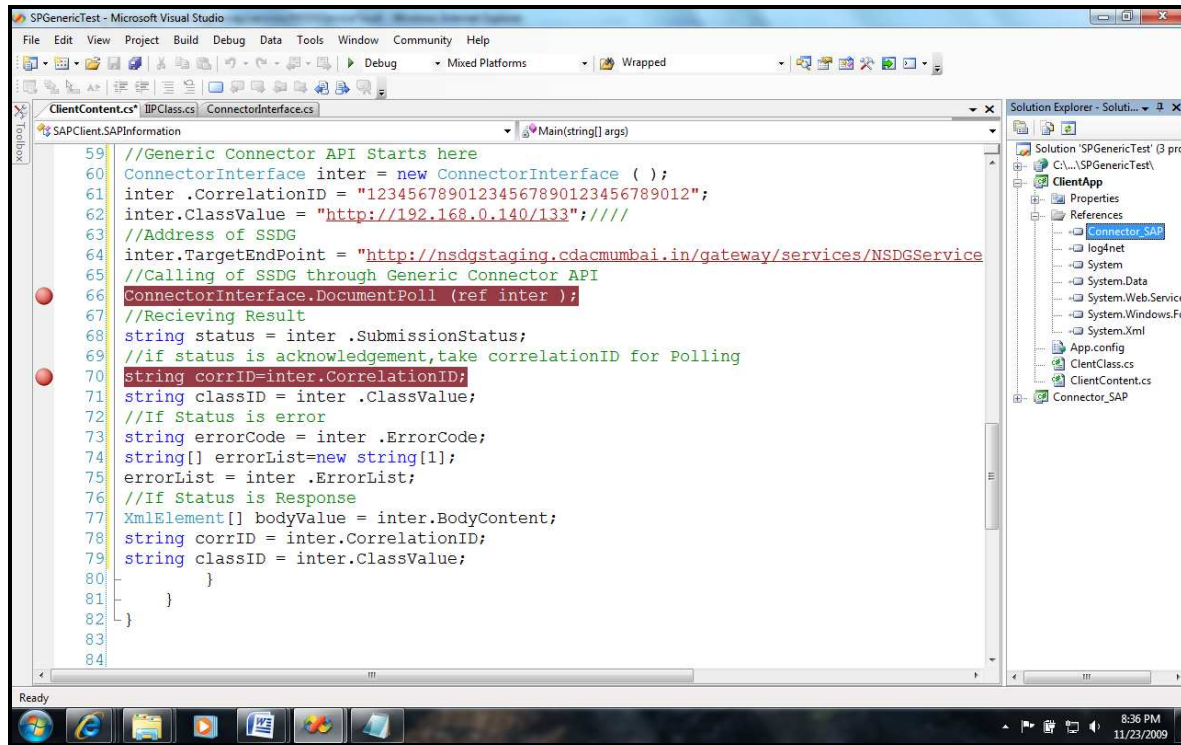 SPGenericTest - Microsoft Visual Studio
File Edit View Project Build Debug Data Tools Window Community Help
Debug Mixed Platforms Wrapped
ClientContent.cs* IIPClass.cs ConnectorInterface.cs
SAPClient.SAPInformation Main(string[] args)
Toolbox
59 //Generic Connector API Starts here
60 ConnectorInterface inter = new ConnectorInterface ( );
61 inter .CorrelationID = "12345678901234567890123456789012";
62 inter.ClassValue = "http://192.168.0.140/133";////
63 //Address of SSDG
64 inter.TargetEndPoint = "http://nsdgstaging.cdacmumbai.in/gateway/services/NSDGService
65 //Calling of SSDG through Generic Connector API
66 ConnectorInterface.DocumentPoll (ref inter );
67 //Recieving Result
68 string status = inter .SubmissionStatus;
69 //if status is acknowledgement,take correlationID for Polling
70 string corrID=inter.CorrelationID;
71 string classID = inter .ClassValue;
72 //If Status is error
73 string errorCode = inter .ErrorCode;
74 string[] errorList=new string[1];
75 errorList = inter .ErrorList;
76 //If Status is Response
77 XmlElement[] bodyValue = inter.BodyContent;
78 string corrID = inter.CorrelationID;
79 string classID = inter.ClassValue;
80 }
81 }
82 }
83
84
Solution Explorer - Soluti...
Solution 'SPGenericTest' (3 pro
C:\...\SPGenericTest\
ClientApp
Properties
References
Connector_SAP
log4net
System
System.Data
System.Web.Service
System.Windows.Fo
System.Xml
App.config
ClentClass.cs
ClientContent.cs
Connector_SAP
Ready
8:36 PM
11/23/2009